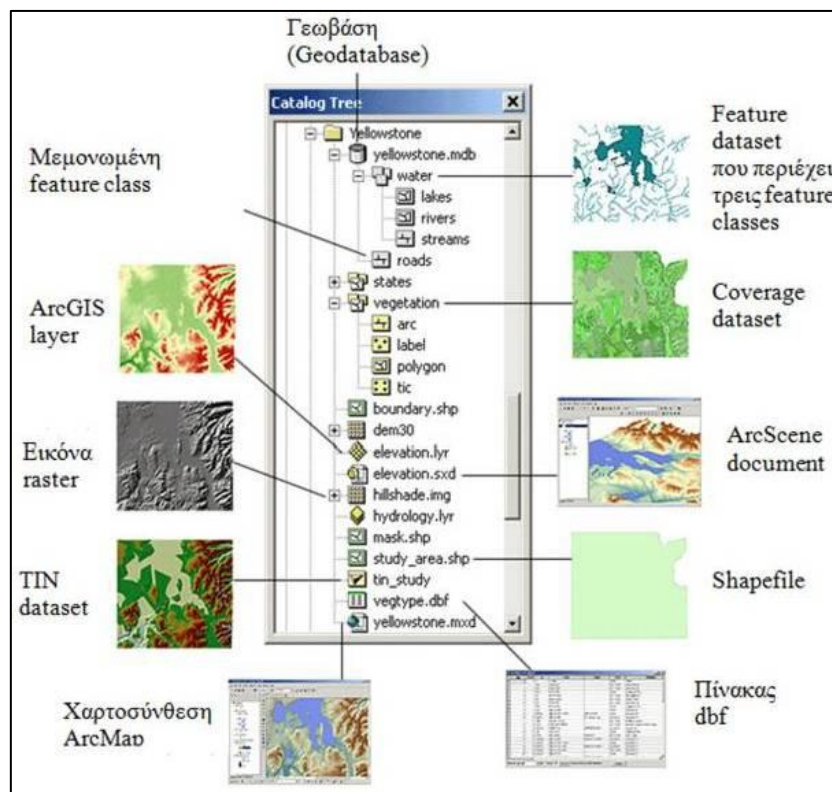 Γεωβάση
(Geodatabase)
Catalog Tree
Yellowstone
yellowstone.mdb
water
lakes
rivers
streams
roads
states
vegetation
arc
label
polygon
tic
boundary.shp
dem30
elevation.lyr
elevation.sxd
hillshade.img
hydrology.lyr
mask.shp
study_area.shp
tin_study
vegtype.dbf
yellowstone.mxd
Μεμονωμένη
feature class
ArcGIS
layer
Εικόνα
raster
TIN
dataset
Χαρτοσύνθεση
ArcMap
Feature
dataset
που περιέχει
τρεις feature
classes
Coverage
dataset
ArcScene
document
Shapefile
Πίνακας
dbf